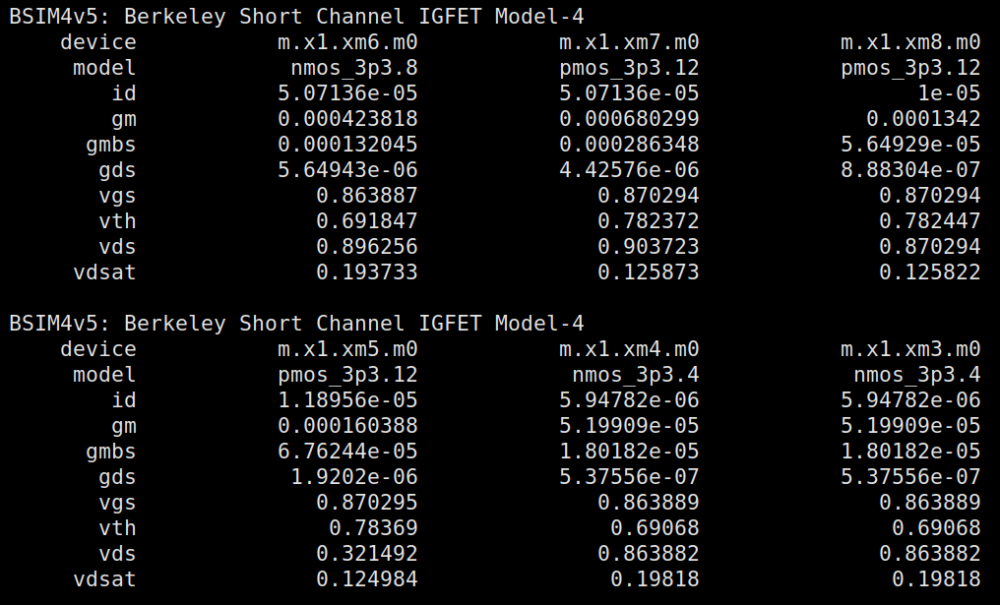 BSIM4v5: Berkeley Short Channel IGFET Model-4
device m.x1.xm6.m0 m.x1.xm7.m0 m.x1.xm8.m0
model nmos_3p3.8 pmos_3p3.12 pmos_3p3.12
id 5.07136e-05 5.07136e-05 1e-05
gm 0.000423818 0.000680299 0.0001342
gmbs 0.000132045 0.000286348 5.64929e-05
gds 5.64943e-06 4.42576e-06 8.88304e-07
vgs 0.863887 0.870294 0.870294
vth 0.691847 0.782372 0.782447
vds 0.896256 0.903723 0.870294
vdsat 0.193733 0.125873 0.125822
BSIM4v5: Berkeley Short Channel IGFET Model-4
device m.x1.xm5.m0 m.x1.xm4.m0 m.x1.xm3.m0
model pmos_3p3.12 nmos_3p3.4 nmos_3p3.4
id 1.18956e-05 5.94782e-06 5.94782e-06
gm 0.000160388 5.19909e-05 5.19909e-05
gmbs 6.76244e-05 1.80182e-05 1.80182e-05
gds 1.9202e-06 5.37556e-07 5.37556e-07
vgs 0.870295 0.863889 0.863889
vth 0.78369 0.69068 0.69068
vds 0.321492 0.863882 0.863882
vdsat 0.124984 0.19818 0.19818